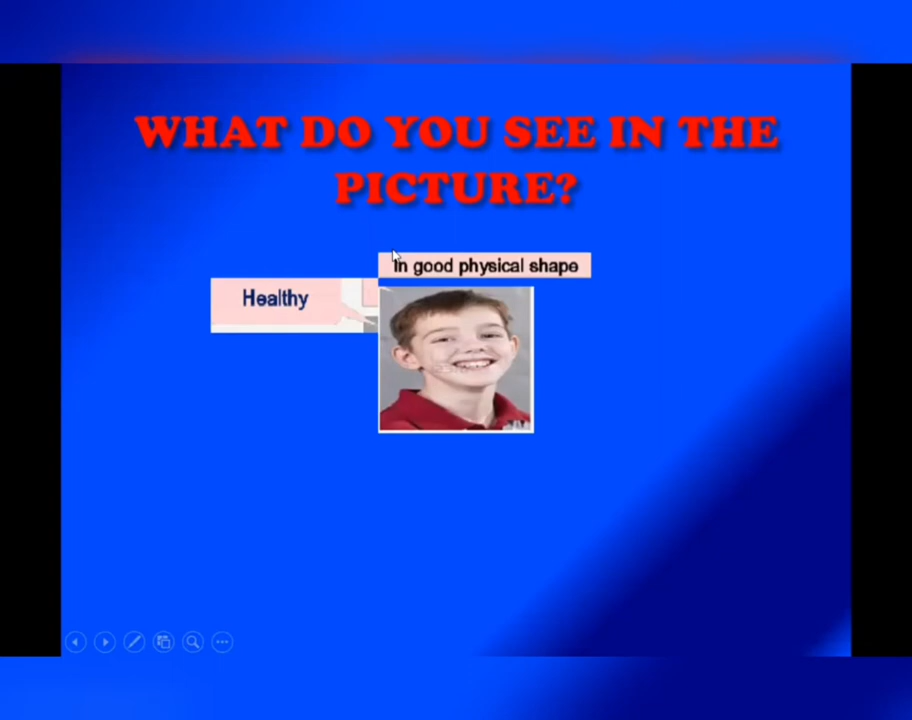 WHAT DO YOU SEE IN THE
PICTURE?
In good physical shape
Healthy